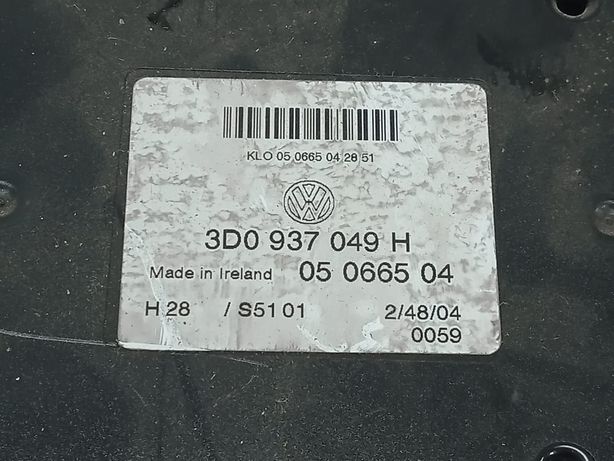 KLO 05 0665 04 28 51
3D0 937 049 H
Made in Ireland 05 0665 04
H 28 / S51 01 2/48/04
0059